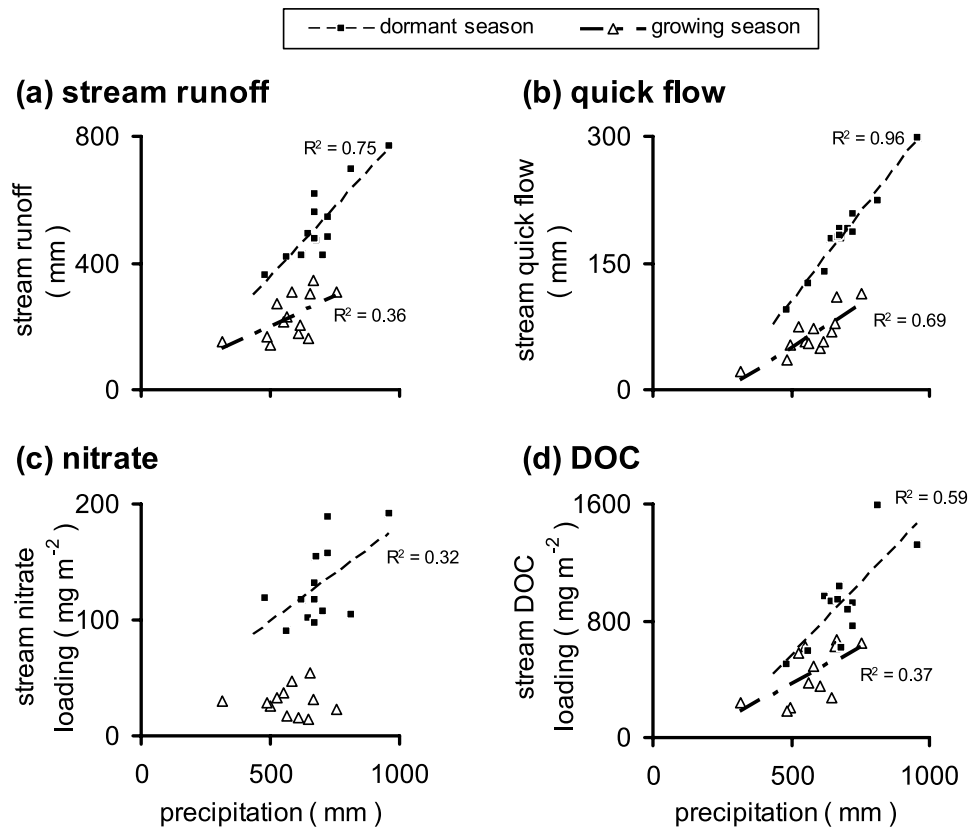 dormant season growing season
(a) stream runoff
800
400
0
stream runoff
( mm )
R² = 0.75
R² = 0.36
(b) quick flow
300
150
0
stream quick flow
( mm )
R² = 0.96
R² = 0.69
(c) nitrate
200
100
0
stream nitrate
loading ( mg m⁻² )
R² = 0.32
0 500 1000
precipitation ( mm )
(d) DOC
1600
800
0
stream DOC
loading ( mg m⁻² )
R² = 0.59
R² = 0.37
0 500 1000
precipitation ( mm )